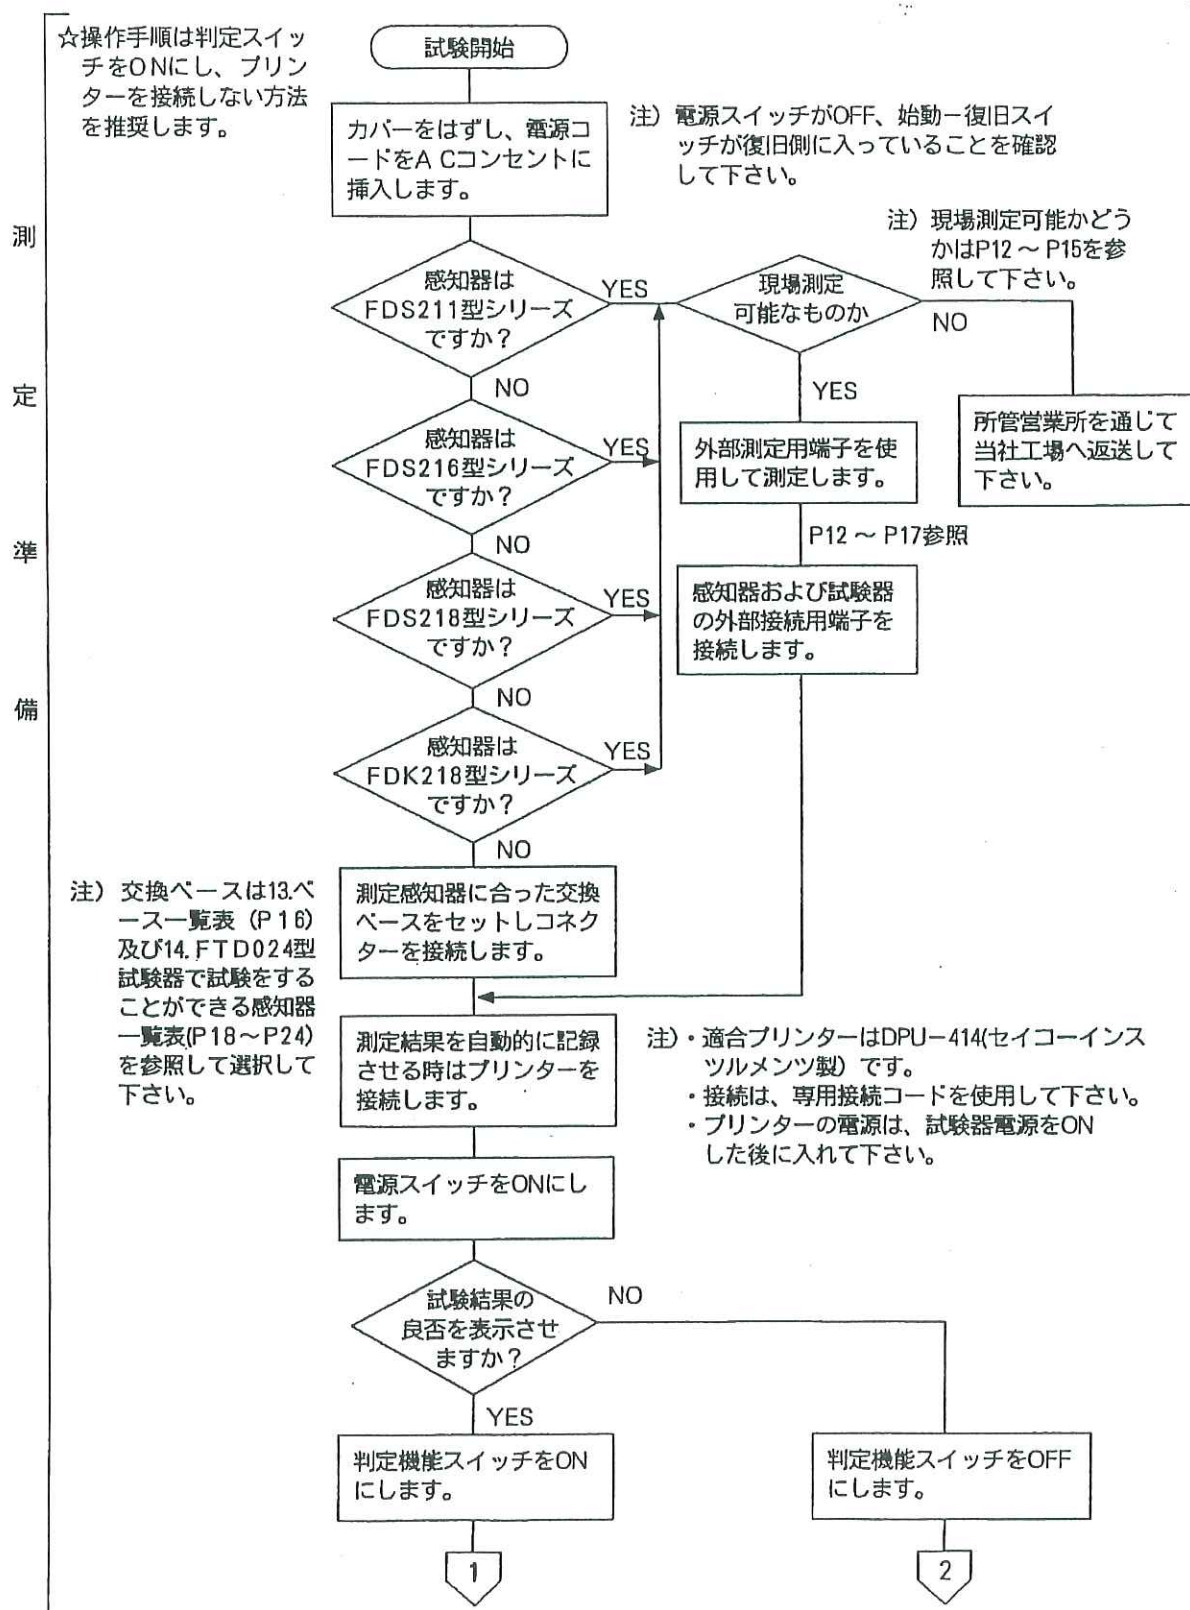 ☆操作手順は判定スイッ
チをONにし、プリン
ターを接続しない方法
を推奨します。
試験開始
カバーをはずし、電源コ
ードをACコンセントに
挿入します。
注) 電源スイッチがOFF、始動ー復旧スイ
ッチが復旧側に入っていることを確認
して下さい。
測
定
準
備
感知器は
FDS211型シリーズ
ですか?
YES
現場測定
可能なものか
注) 現場測定可能かどう
かはP12～P15を参
照して下さい。
NO
NO
YES
感知器は
FDS216型シリーズ
ですか?
YES
外部測定用端子を使
用して測定します。
所管営業所を通じて
当社工場へ返送して
下さい。
NO
P12～P17参照
感知器は
FDS218型シリーズ
ですか?
YES
感知器および試験器
の外部接続用端子を
接続します。
NO
感知器は
FDK218型シリーズ
ですか?
YES
NO
注) 交換ベースは13.ベ
ース一覧表(P16)
及び14.FTD024型
試験器で試験をする
ことができる感知器
一覧表(P18～P24)
を参照して選択して
下さい。
測定感知器に合った交換
ベースをセットしコネク
ターを接続します。
測定結果を自動的に記録
させる時はプリンターを
接続します。
注)・適合プリンターはDPU-414(セイコーインス
ツルメンツ製)です。
・接続は、専用接続コードを使用して下さい。
・プリンターの電源は、試験器電源をON
した後に入れて下さい。
電源スイッチをONにし
ます。
試験結果の
良否を表示させ
ますか?
NO
YES
判定機能スイッチをON
にします。
判定機能スイッチをOFF
にします。
1
2